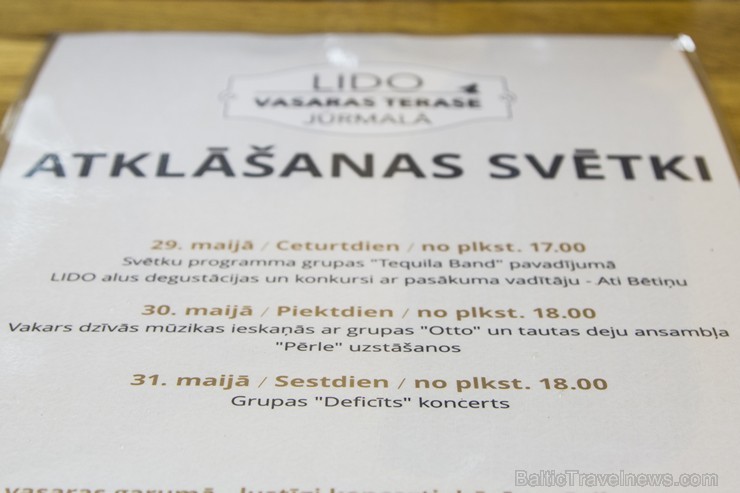 LIDO
VASARAS TERASE
JŪRMALĀ
ATKLĀŠANAS SVĒTKI
29. maijā / Ceturtdien / no plkst. 17.00
Svētku programma grupas "Tequila Band" pavadījumā
LIDO alus degustācijas un konkursi ar pasākuma vadītāju - Ati Bētiņu
30. maijā / Piektdien / no plkst. 18.00
Vakars dzīvās mūzikas ieskaņās ar grupas "Otto" un tautas deju ansambļa
"Pērle" uzstāšanos
31. maijā / Sestdien / no plkst. 18.00
Grupas "Deficīts" koncerts
vasaras garumā
BalticTravelnews.com